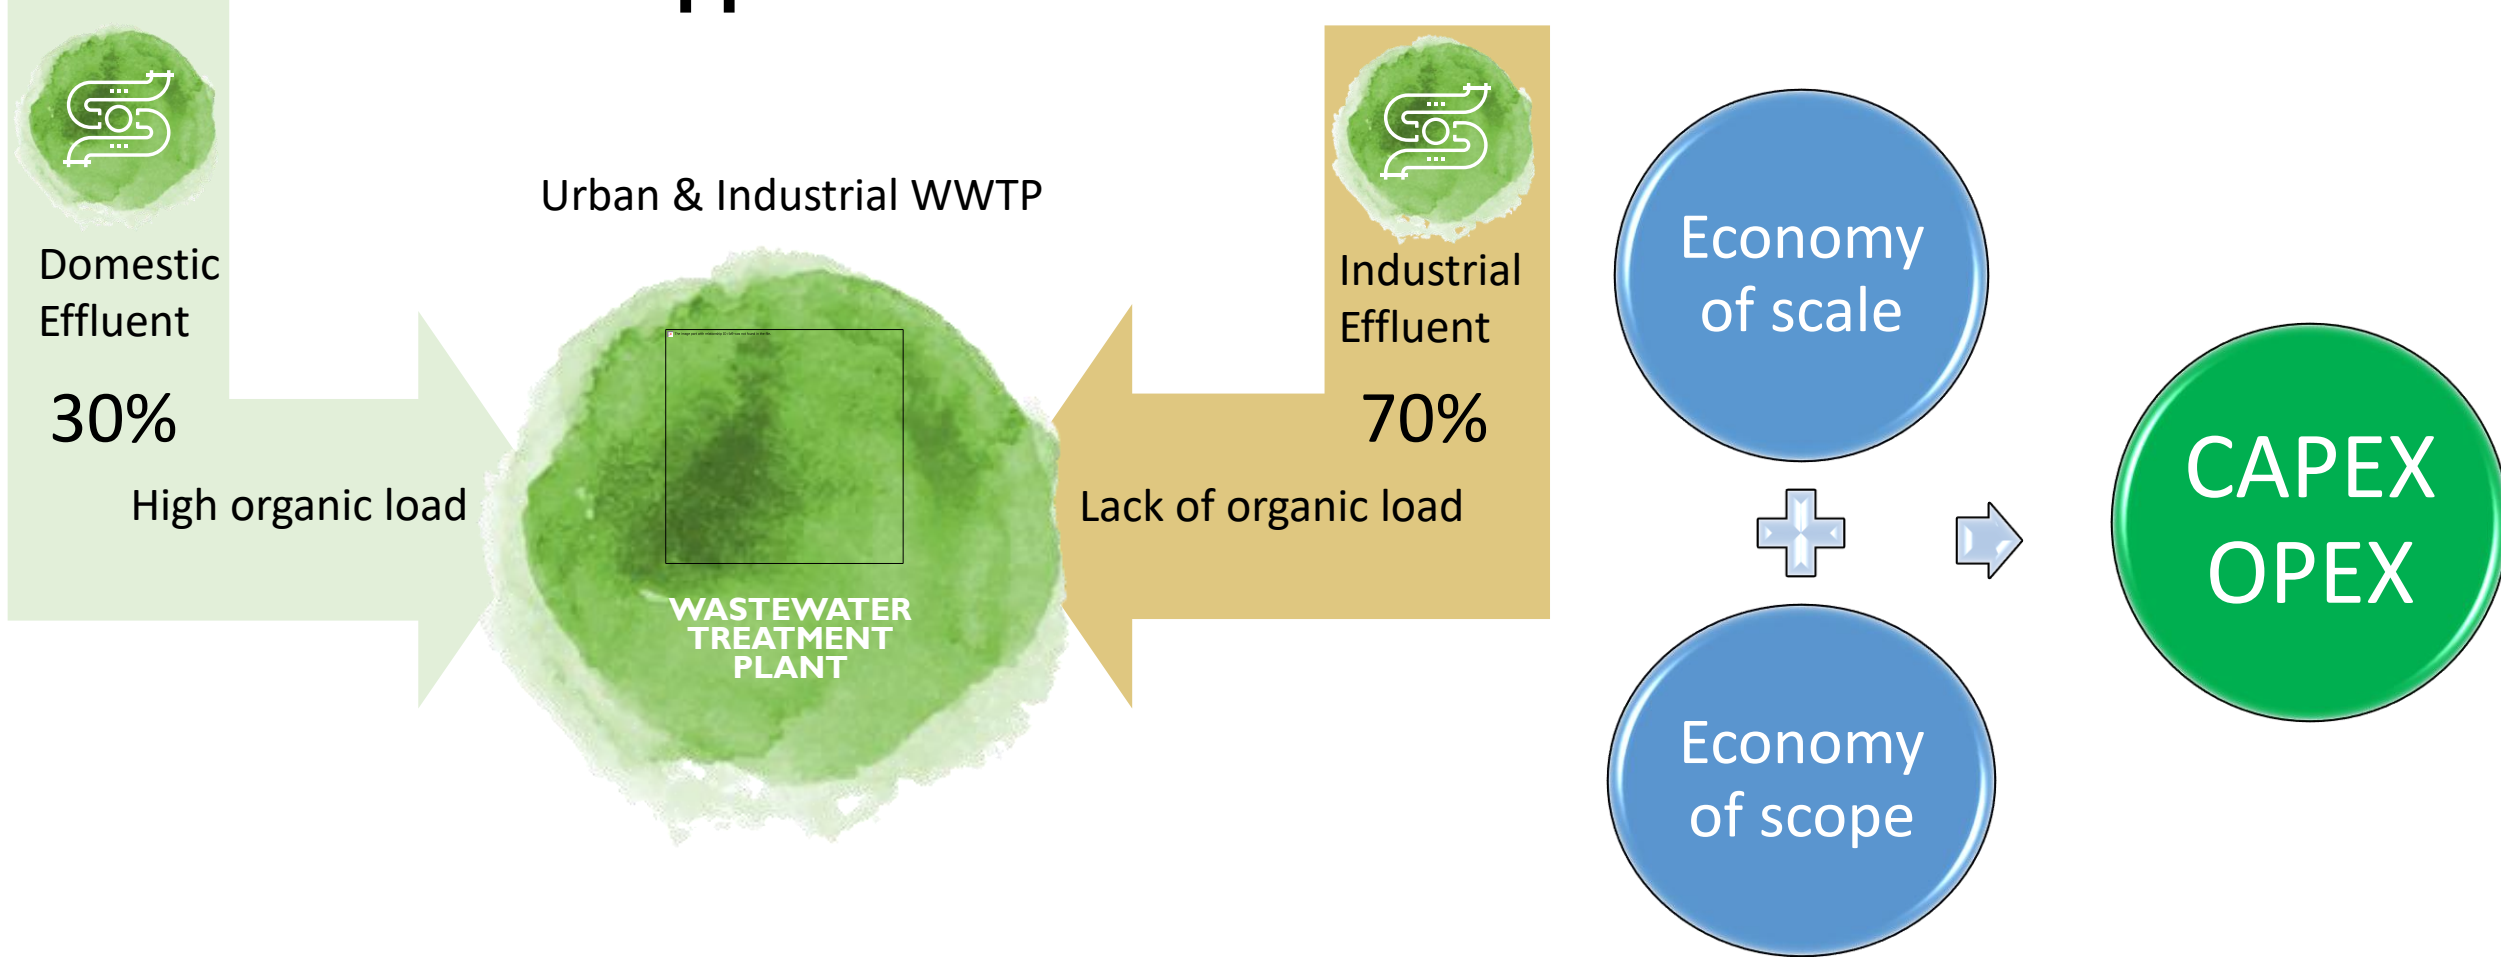 Domestic
Effluent
30%
High organic load
Urban & Industrial WWTP
WASTEWATER
TREATMENT
PLANT
Industrial
Effluent
70%
Lack of organic load
Economy
of scale
Economy
of scope
CAPEX
OPEX